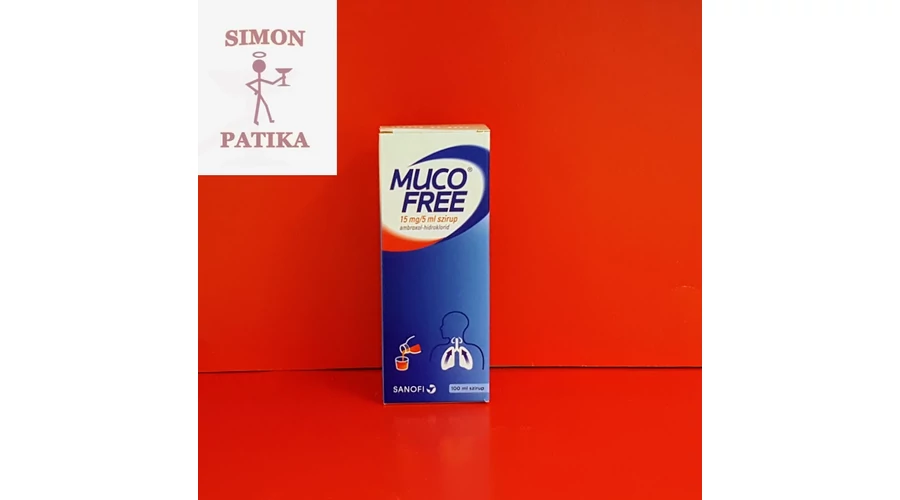 SIMON
PATIKA
MUCO®
FREE
15 mg/5 ml szirup
ambroxol-hidroklorid
SANOFI
100 ml szirup